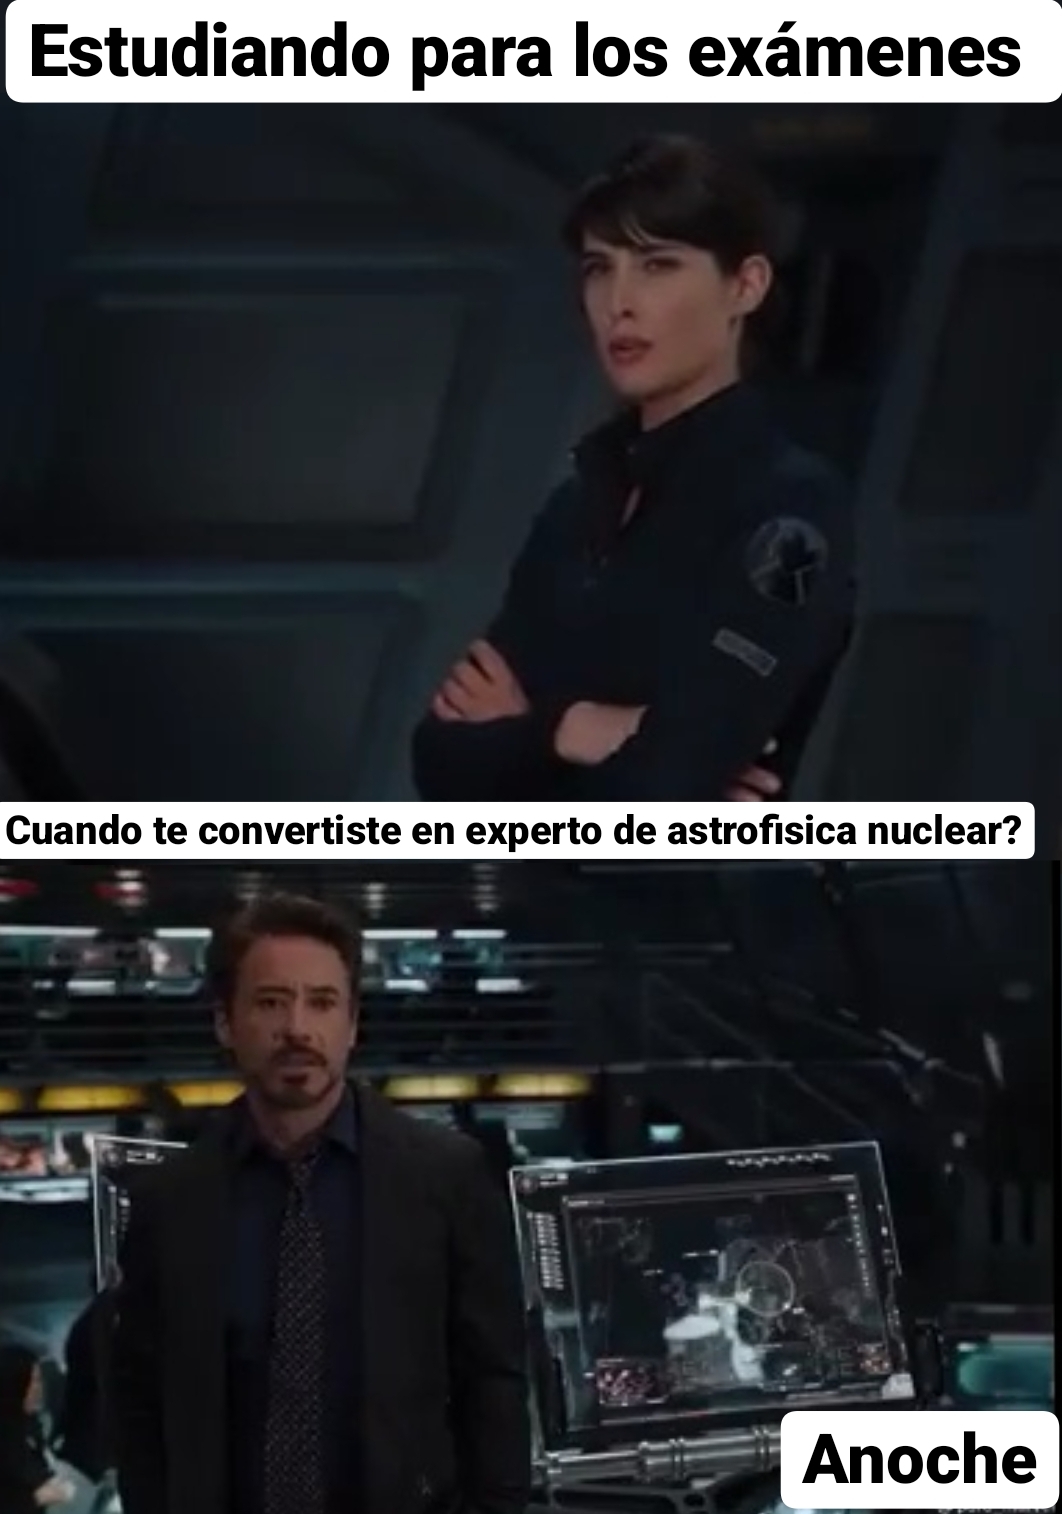 Estudiando para los exámenes
Cuando te convertiste en experto de astrofisica nuclear?
Anoche